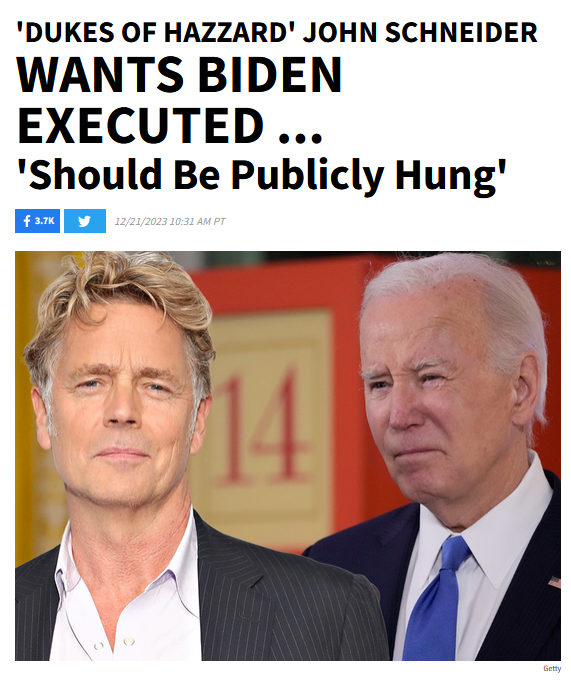 'DUKES OF HAZZARD' JOHN SCHNEIDER
WANTS BIDEN
EXECUTED ...
'Should Be Publicly Hung'
3.7K
12/21/2023 10:31 AM PT
14
Getty